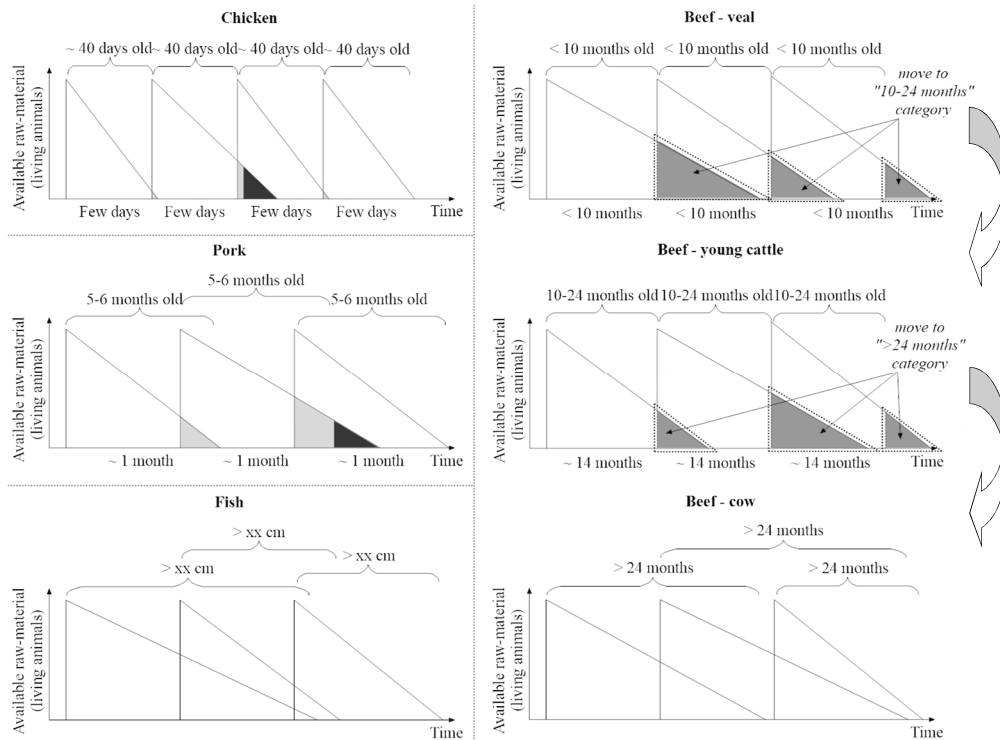 Chicken
~ 40 days old ~ 40 days old ~ 40 days old ~ 40 days old
Available raw-material
(living animals)
Few days Few days Few days Few days Time
Pork
5-6 months old
5-6 months old
5-6 months old
Available raw-material
(living animals)
~ 1 month ~ 1 month ~ 1 month Time
Fish
> xx cm
> xx cm
> xx cm
Available raw-material
(living animals)
Time
Beef - veal
< 10 months old < 10 months old < 10 months old
move to
"10-24 months"
category
Available raw-material
(living animals)
< 10 months < 10 months < 10 months Time
Beef - young cattle
10-24 months old 10-24 months old 10-24 months old
move to
">24 months"
category
Available raw-material
(living animals)
~ 14 months ~ 14 months ~ 14 months Time
Beef - cow
> 24 months
> 24 months > 24 months
Available raw-material
(living animals)
Time